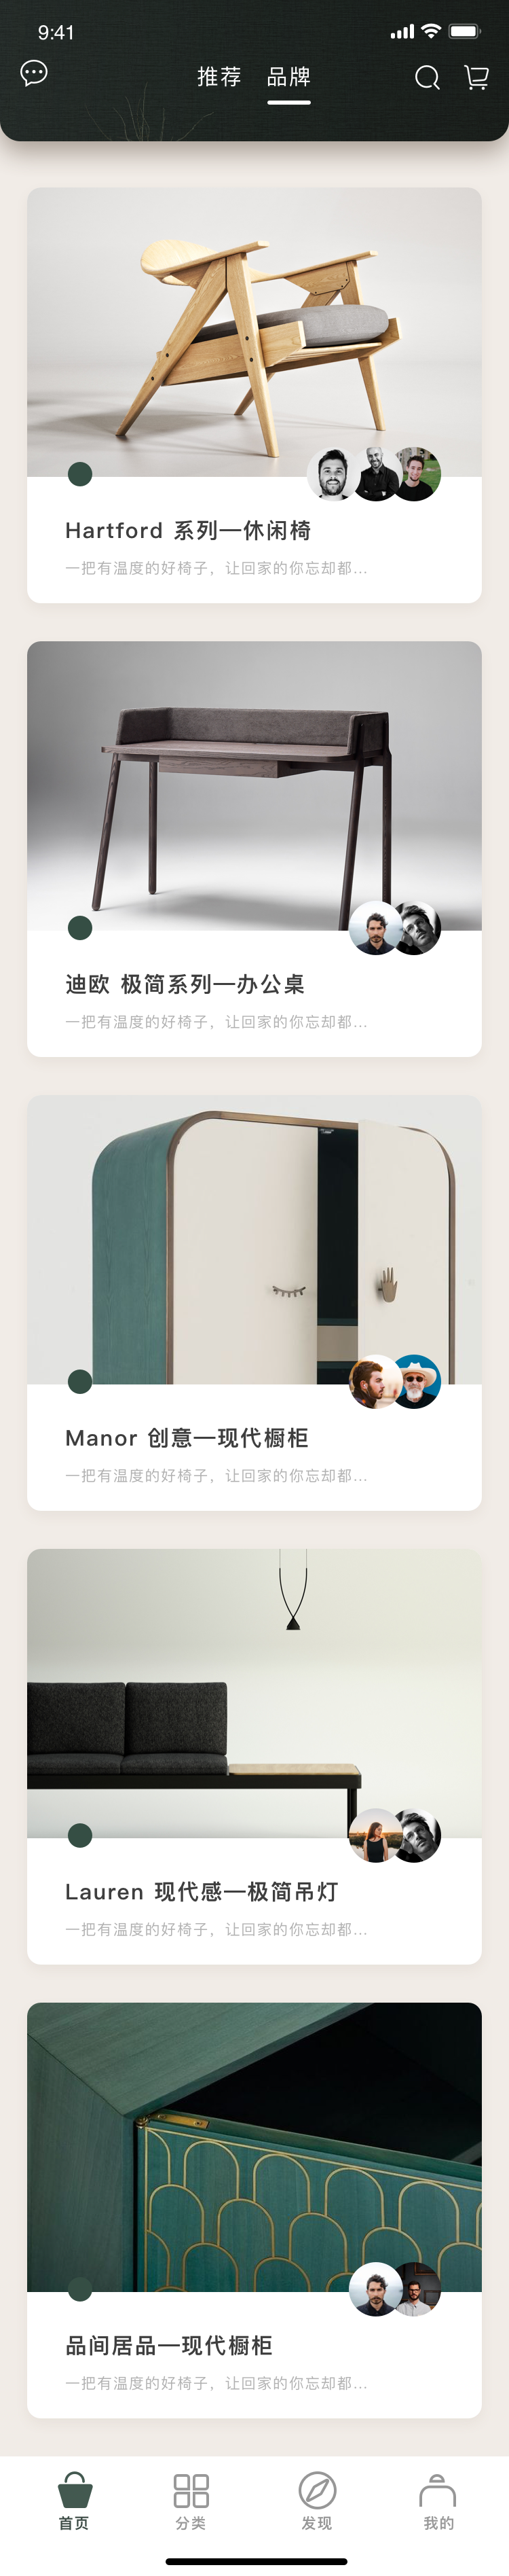 9:41
推荐 品牌
Hartford 系列—休闲椅
一把有温度的好椅子，让回家的你忘却都...
迪欧 极简系列—办公桌
一把有温度的好椅子，让回家的你忘却都...
Manor 创意—现代橱柜
一把有温度的好椅子，让回家的你忘却都...
Lauren 现代感—极简吊灯
一把有温度的好椅子，让回家的你忘却都...
品间居品—现代橱柜
一把有温度的好椅子，让回家的你忘却都...
首页 分类 发现 我的